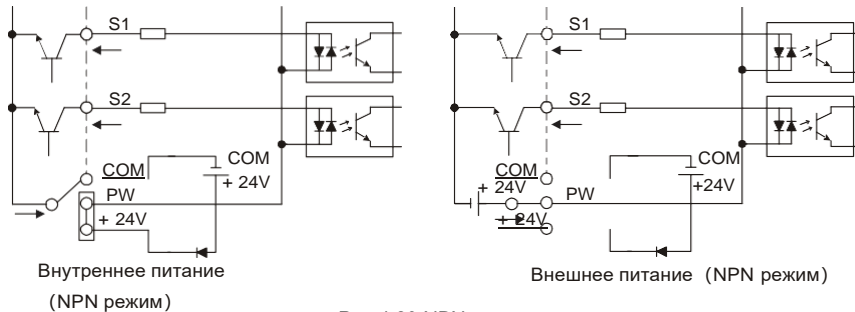 S1
S2
COM
COM
+ 24V
PW
+ 24V
Внутреннее питание
(NPN режим)
S1
S2
COM
COM
+ 24V
+24V
PW
+ 24V
Внешнее питание (NPN режим)